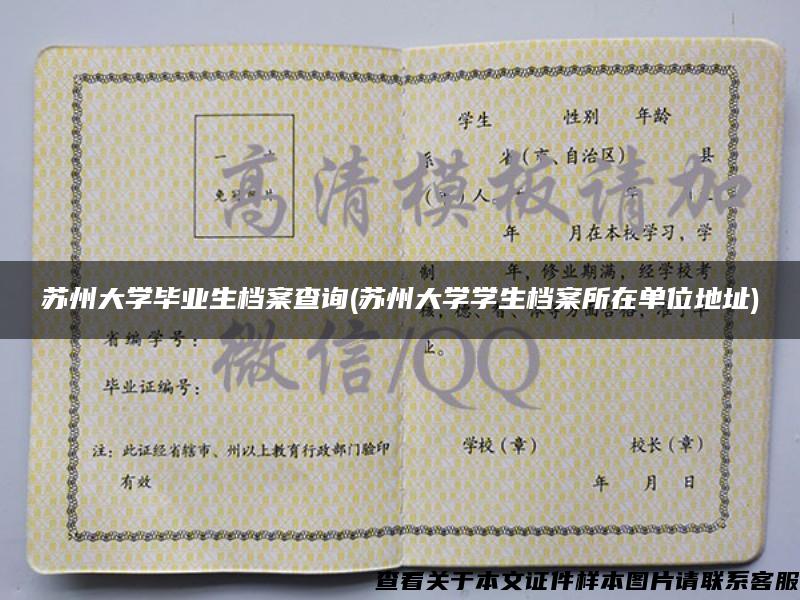 学生 性别 年龄
系 省（市、自治区） 县
一寸
免冠照片
高清模板请加
）人。
年 月在本校学习，学
制 年，修业期满，经学校考
苏州大学毕业生档案查询(苏州大学学生档案所在单位地址)
省编学号：
业。
微信/QQ
毕业证编号：
注：此证经省辖市、州以上教育行政部门验印
有效
学校（章） 校长（章）
年 月 日
查看关于本文证件样本图片请联系客服